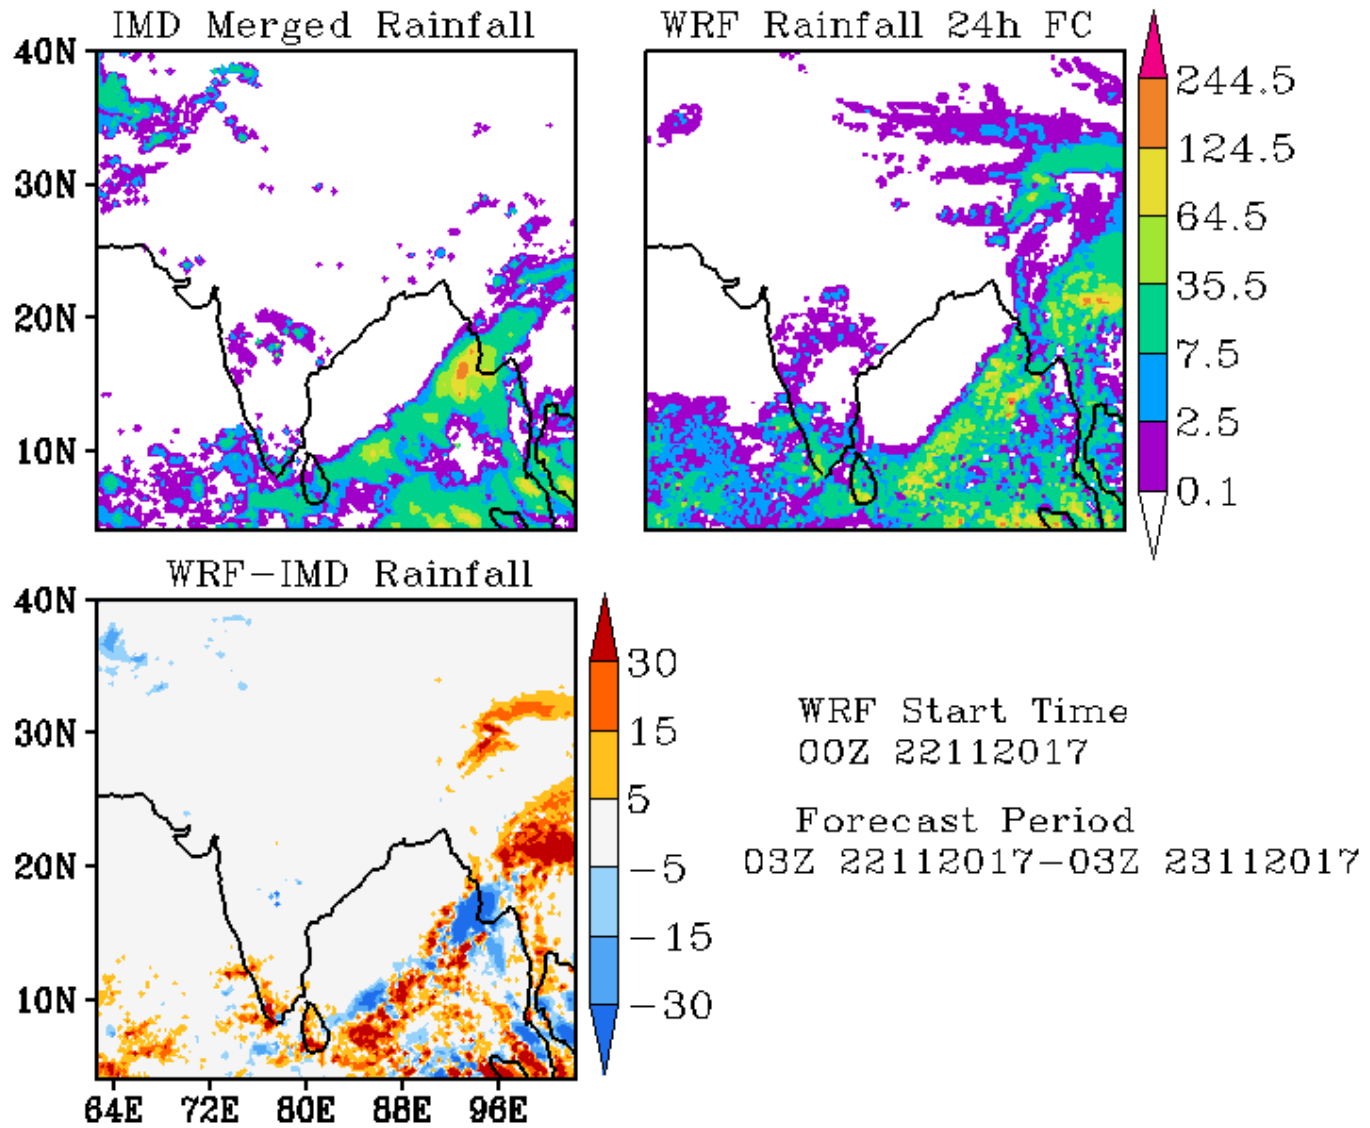 IMD Merged Rainfall
WRF Rainfall 24h FC
40N
30N
20N
10N
244.5
124.5
64.5
35.5
7.5
2.5
0.1
WRF-IMD Rainfall
40N
30N
20N
10N
64E 72E 80E 88E 96E
30
15
5
-5
-15
-30
WRF Start Time
00Z 22112017
Forecast Period
03Z 22112017-03Z 23112017